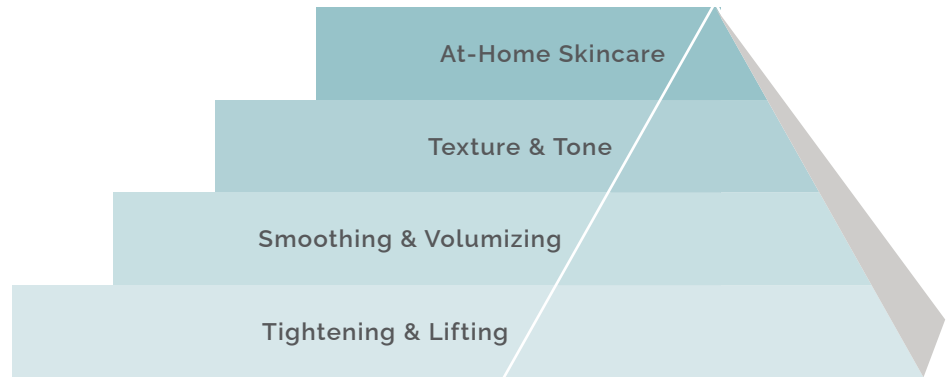 At-Home Skincare
Texture & Tone
Smoothing & Volumizing
Tightening & Lifting